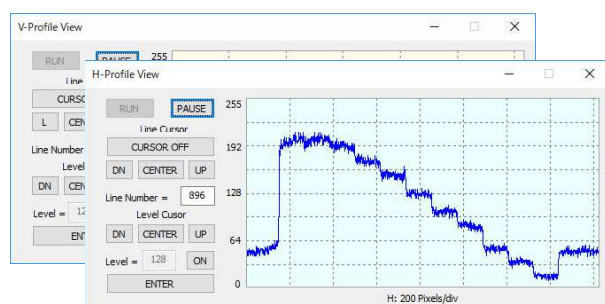 V-Profile View
RUN PAUSE 255
Line
CURSO
L CEN
Line Number
Level
DN CEN
Level = 12
ENT
H-Profile View
RUN PAUSE
Line Cursor
CURSOR OFF
DN CENTER UP
Line Number = 896
Level Cusor
DN CENTER UP
Level = 128 ON
ENTER
255
192
128
64
0
H: 200 Pixels/div